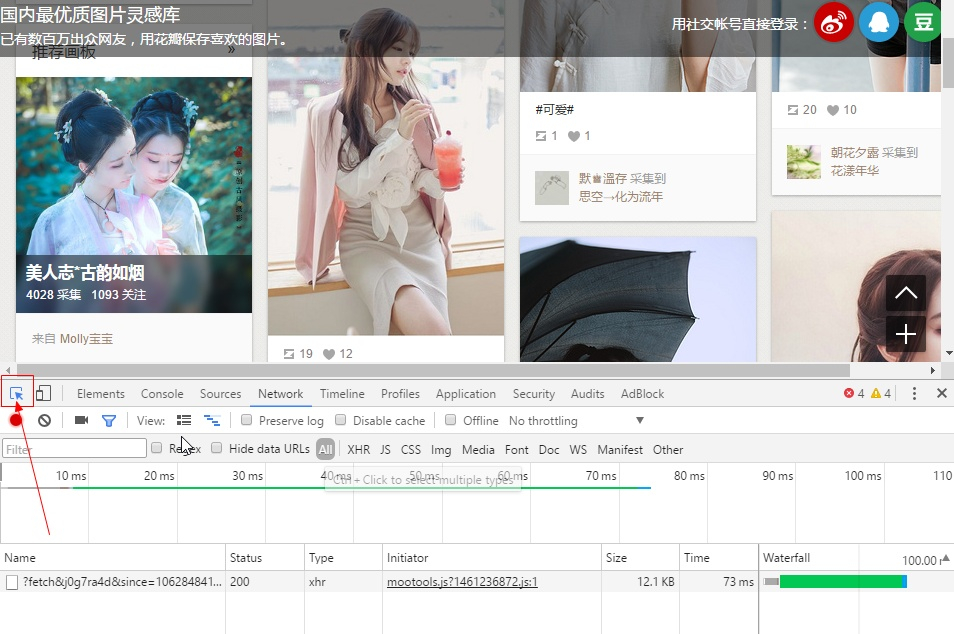 国内最优质图片灵感库
已有数百万出众网友，用花瓣保存喜欢的图片。
用社交帐号直接登录：
豆
推荐画板 »
美人志*古韵如烟
4028 采集 1093 关注
来自 Molly宝宝
19 12
#可爱#
1 1
采集到
思空→化为流年
20 10
朝花夕露 采集到
花漾年华
Elements Console Sources Network Timeline Profiles Application Security Audits AdBlock 4 4
View: Preserve log Disable cache Offline No throttling
Filter Regex Hide data URLs All XHR JS CSS Img Media Font Doc WS Manifest Other
10 ms 20 ms 30 ms 40 ms 50 ms 60 ms 70 ms 80 ms 90 ms 100 ms 110
Ctrl + Click to select multiple types
Name Status Type Initiator Size Time Waterfall 100.00
?fetch&j0g7ra4d&since=106284841... 200 xhr mootools.js?1461236872.js:1 12.1 KB 73 ms